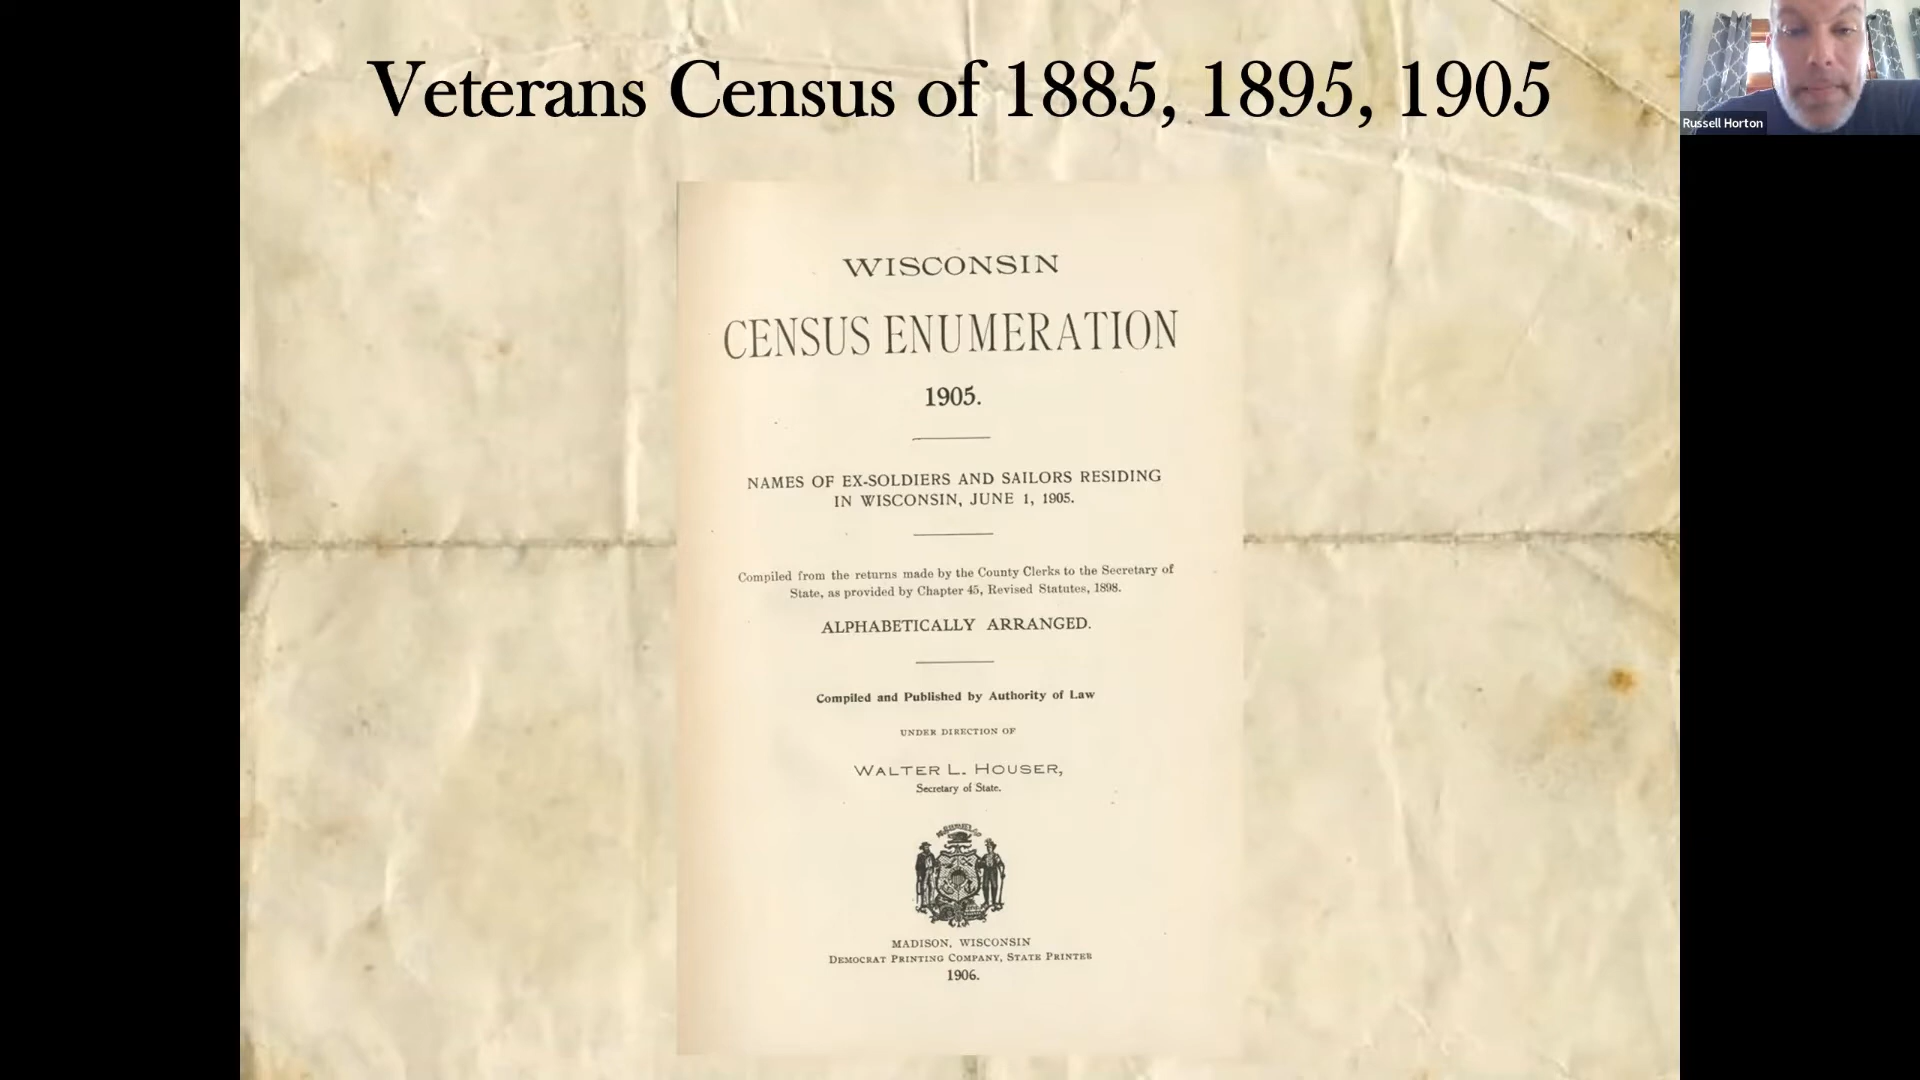 Veterans Census of 1885, 1895, 1905
Russell Horton
WISCONSIN
CENSUS ENUMERATION
1905.
NAMES OF EX-SOLDIERS AND SAILORS RESIDING
IN WISCONSIN, JUNE 1, 1905.
Compiled from the returns made by the County Clerks to the Secretary of
State, as provided by Chapter 45, Revised Statutes, 1898.
ALPHABETICALLY ARRANGED.
Compiled and Published by Authority of Law
UNDER DIRECTION OF
WALTER L. HOUSER,
Secretary of State.
MADISON, WISCONSIN
DEMOCRAT PRINTING COMPANY, STATE PRINTER
1906.